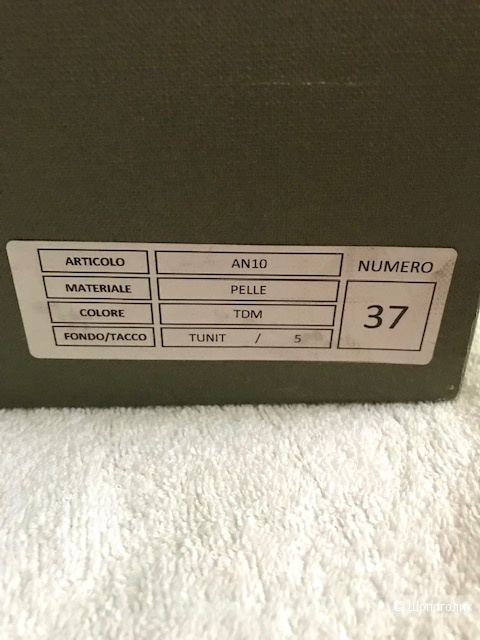 ARTICOLO AN10 NUMERO
MATERIALE PELLE
COLORE TDM 37
FONDO/TACCO TUNIT / 5